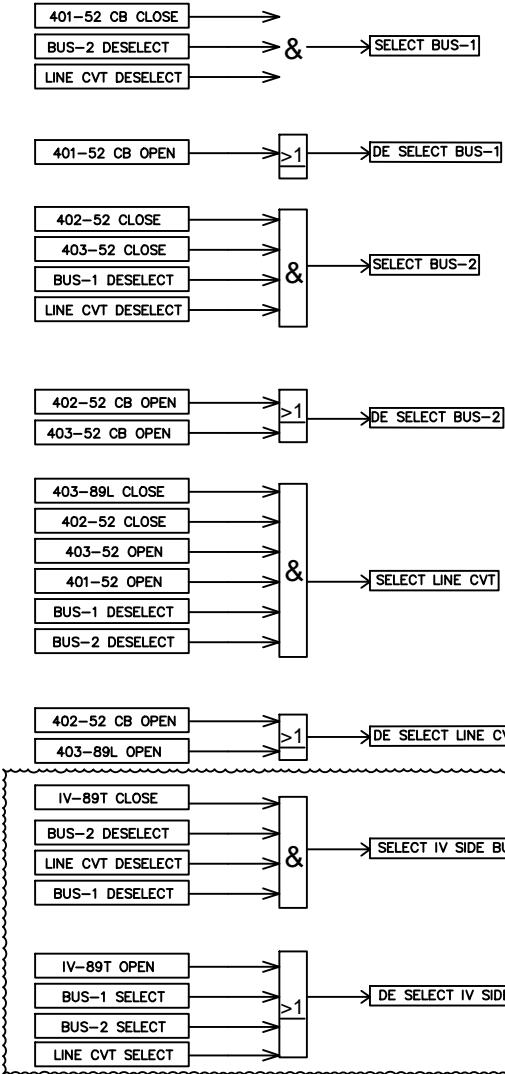 401-52 CB CLOSE
BUS-2 DESELECT
LINE CVT DESELECT
&
SELECT BUS-1
401-52 CB OPEN
>1
DE SELECT BUS-1
402-52 CLOSE
403-52 CLOSE
BUS-1 DESELECT
LINE CVT DESELECT
&
SELECT BUS-2
402-52 CB OPEN
403-52 CB OPEN
>1
DE SELECT BUS-2
403-89L CLOSE
402-52 CLOSE
403-52 OPEN
401-52 OPEN
BUS-1 DESELECT
BUS-2 DESELECT
&
SELECT LINE CVT
402-52 CB OPEN
403-89L OPEN
>1
DE SELECT LINE
IV-89T CLOSE
BUS-2 DESELECT
LINE CVT DESELECT
BUS-1 DESELECT
&
SELECT IV SIDE
IV-89T OPEN
BUS-1 SELECT
BUS-2 SELECT
LINE CVT SELECT
>1
DE SELECT IV